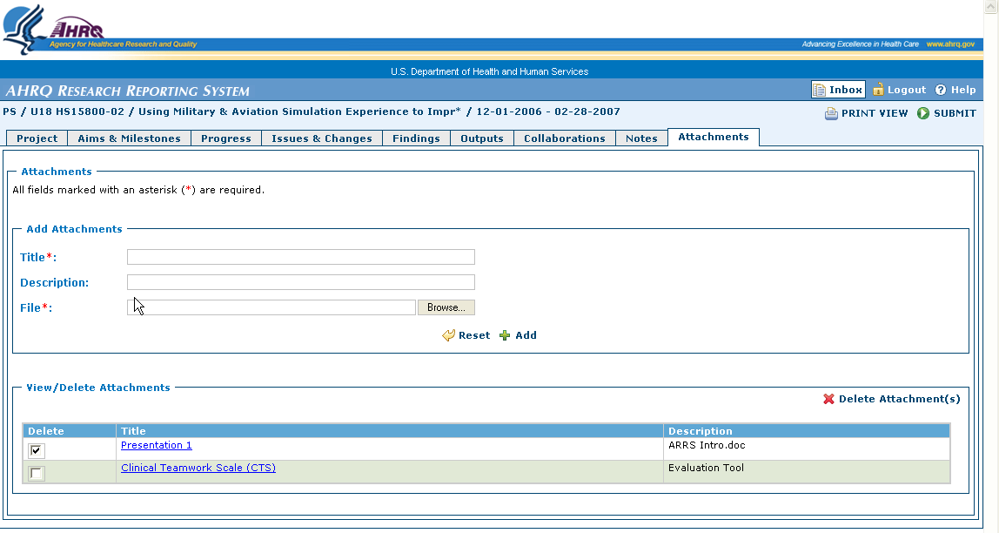 AHRQ
Agency for Healthcare Research and Quality
Advancing Excellence in Health Care www.ahrq.gov
U.S. Department of Health and Human Services
AHRQ RESEARCH REPORTING SYSTEM
Inbox Logout ? Help
PS / U18 HS15800-02 / Using Military & Aviation Simulation Experience to Impr* / 12-01-2006 - 02-28-2007
PRINT VIEW SUBMIT
Project Aims & Milestones Progress Issues & Changes Findings Outputs Collaborations Notes Attachments
Attachments
All fields marked with an asterisk (*) are required.
Add Attachments
Title*:
Description:
File*: Browse...
Reset Add
View/Delete Attachments
Delete Attachment(s)
Delete Title Description
Presentation 1 ARRS Intro.doc
Clinical Teamwork Scale (CTS) Evaluation Tool